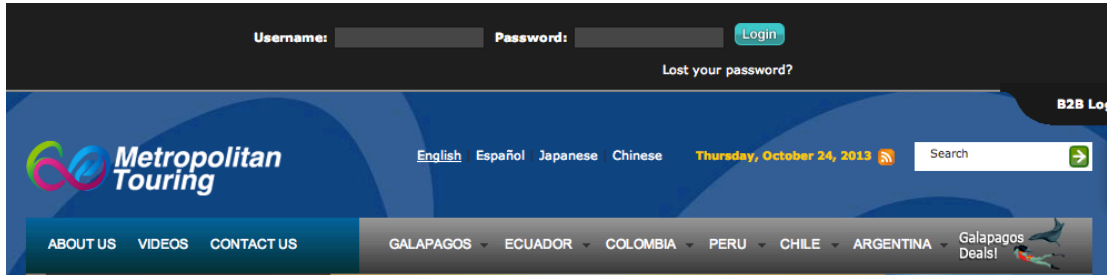 Username: Password: Login
Lost your password?
B2B Log
Metropolitan
Touring
English Español Japanese Chinese Thursday, October 24, 2013 Search
ABOUT US VIDEOS CONTACT US GALAPAGOS ECUADOR COLOMBIA PERU CHILE ARGENTINA Galapagos
Deals!